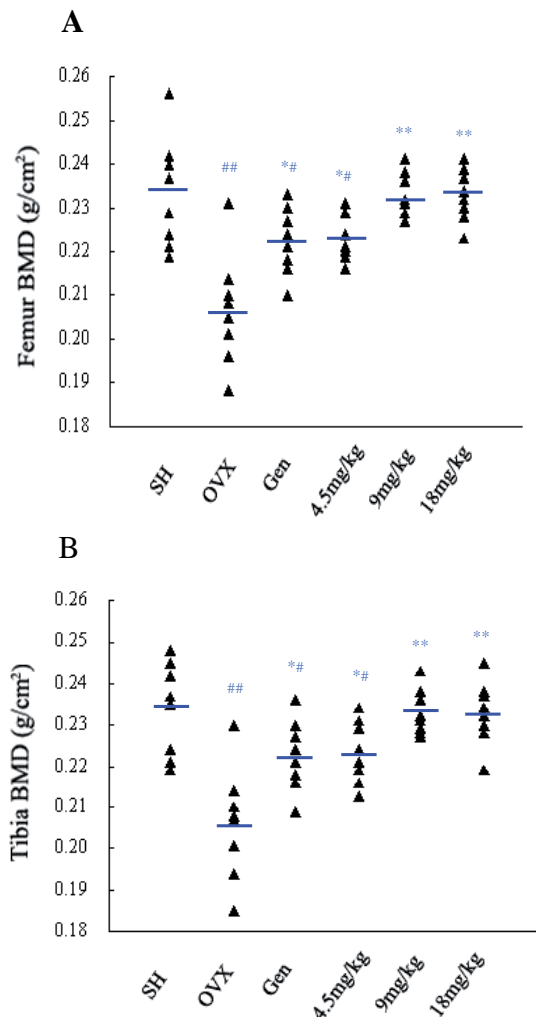 A
Femur BMD (g/cm²)
0.26
0.25
0.24
0.23
0.22
0.21
0.20
0.19
0.18
##
*#
*#
**
**
SH
OVX
Gen
4.5mg/kg
9mg/kg
18mg/kg
B
Tibia BMD (g/cm²)
0.26
0.25
0.24
0.23
0.22
0.21
0.20
0.19
0.18
##
*#
*#
**
**
SH
OVX
Gen
4.5mg/kg
9mg/kg
18mg/kg